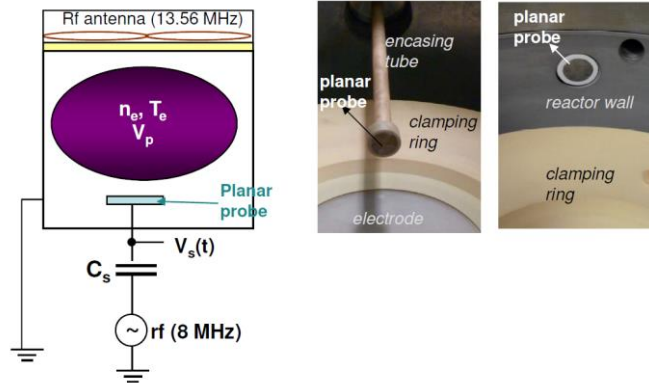 Rf antenna (13.56 MHz)
nₑ, Tₑ
Vₚ
Planar
probe
Vₛ(t)
Cₛ
~
rf (8 MHz)
encasing
tube
planar
probe
clamping
ring
electrode
planar
probe
reactor wall
clamping
ring